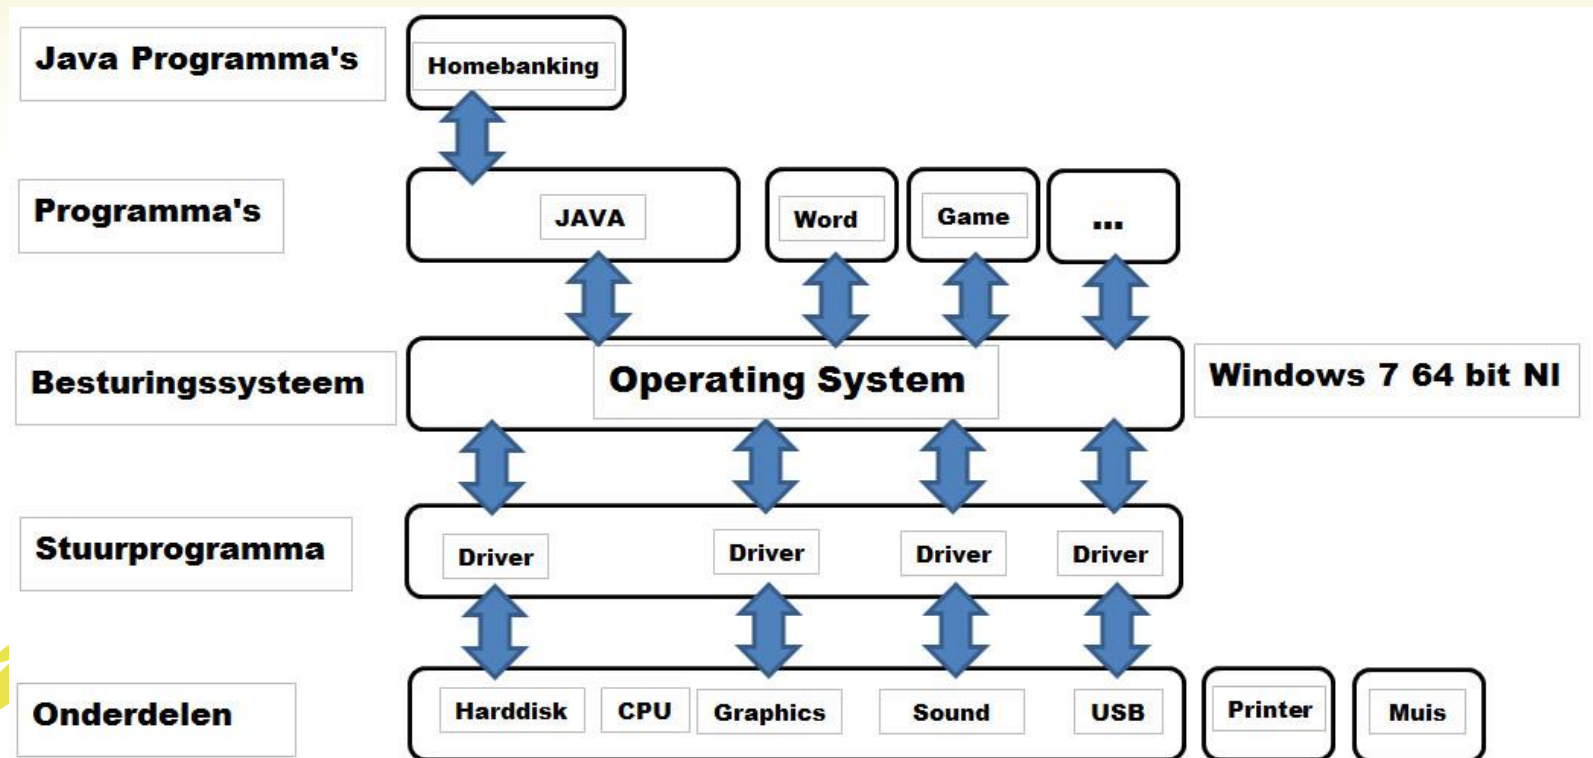 Java Programma's
Homebanking
Programma's
JAVA
Word
Game
...
Besturingssysteem
Operating System
Windows 7 64 bit Nl
Stuurprogramma
Driver
Driver
Driver
Driver
Onderdelen
Harddisk
CPU
Graphics
Sound
USB
Printer
Muis